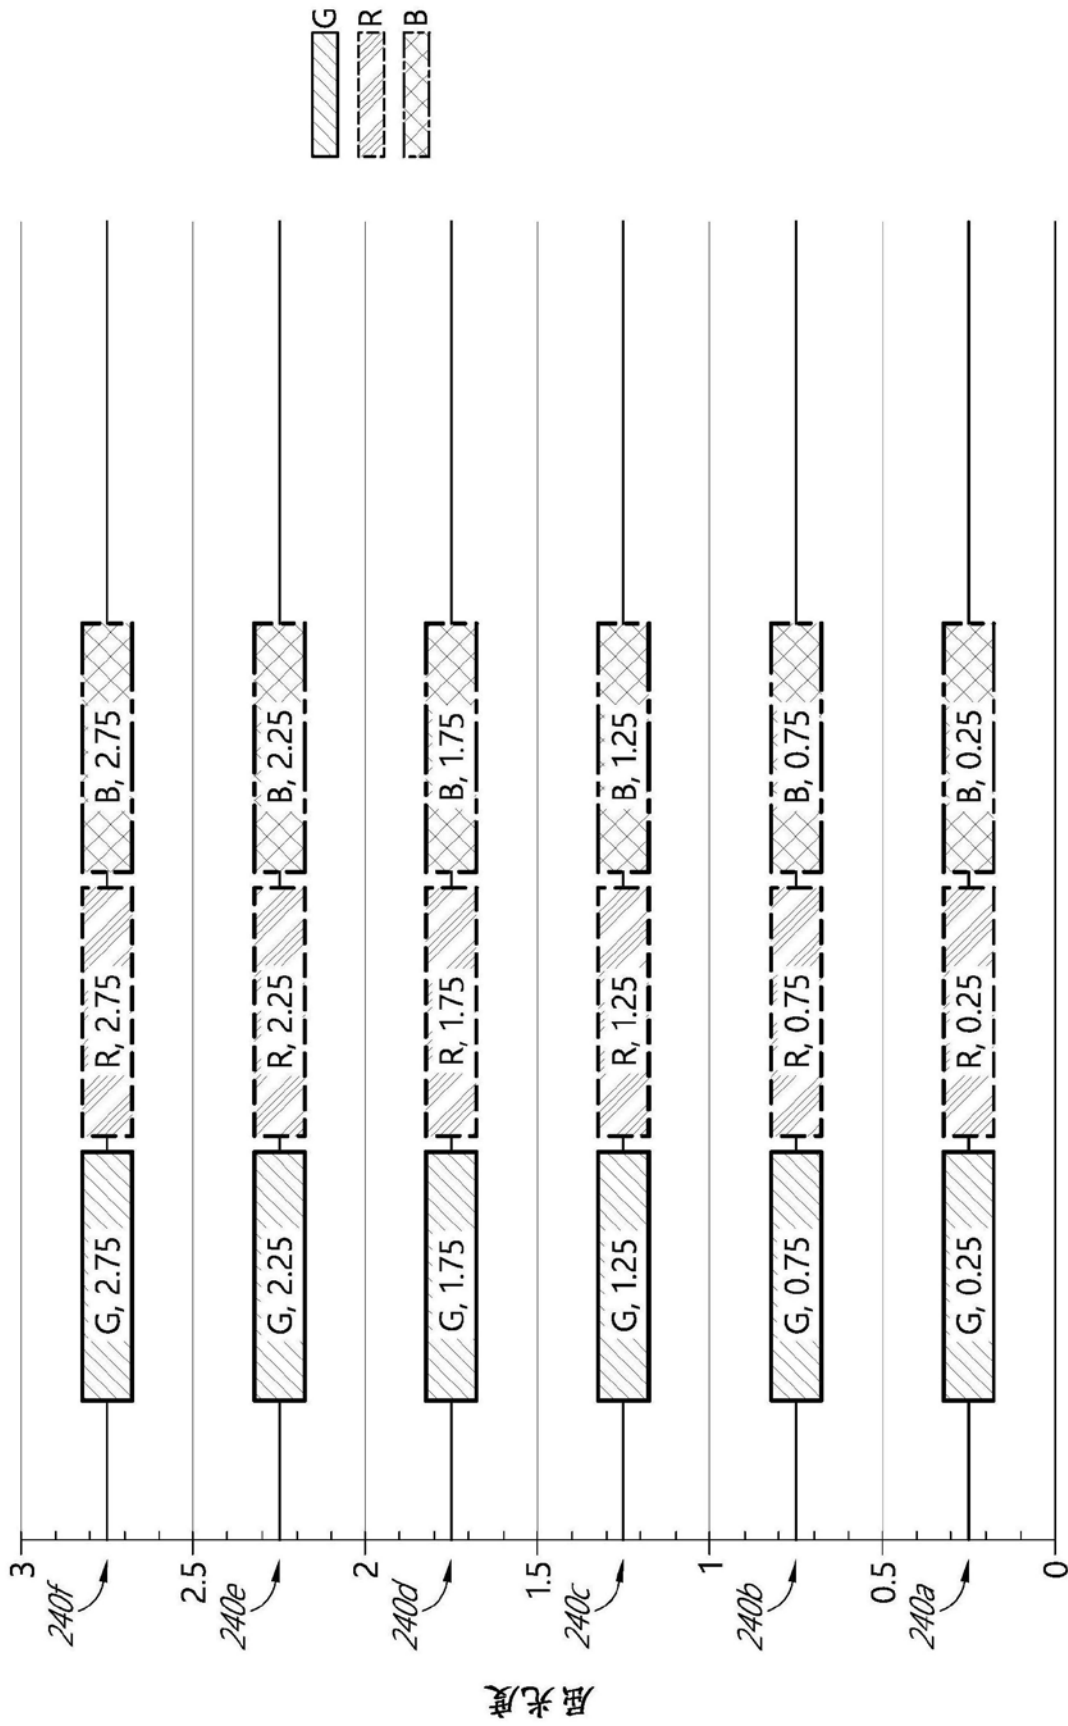 3
240f
G, 2.75 R, 2.75 B, 2.75
2.5
240e
G, 2.25 R, 2.25 B, 2.25
2
240d
G, 1.75 R, 1.75 B, 1.75
1.5
240c
G, 1.25 R, 1.25 B, 1.25
1
240b
G, 0.75 R, 0.75 B, 0.75
0.5
240a
G, 0.25 R, 0.25 B, 0.25
0
屈光度
G
R
B